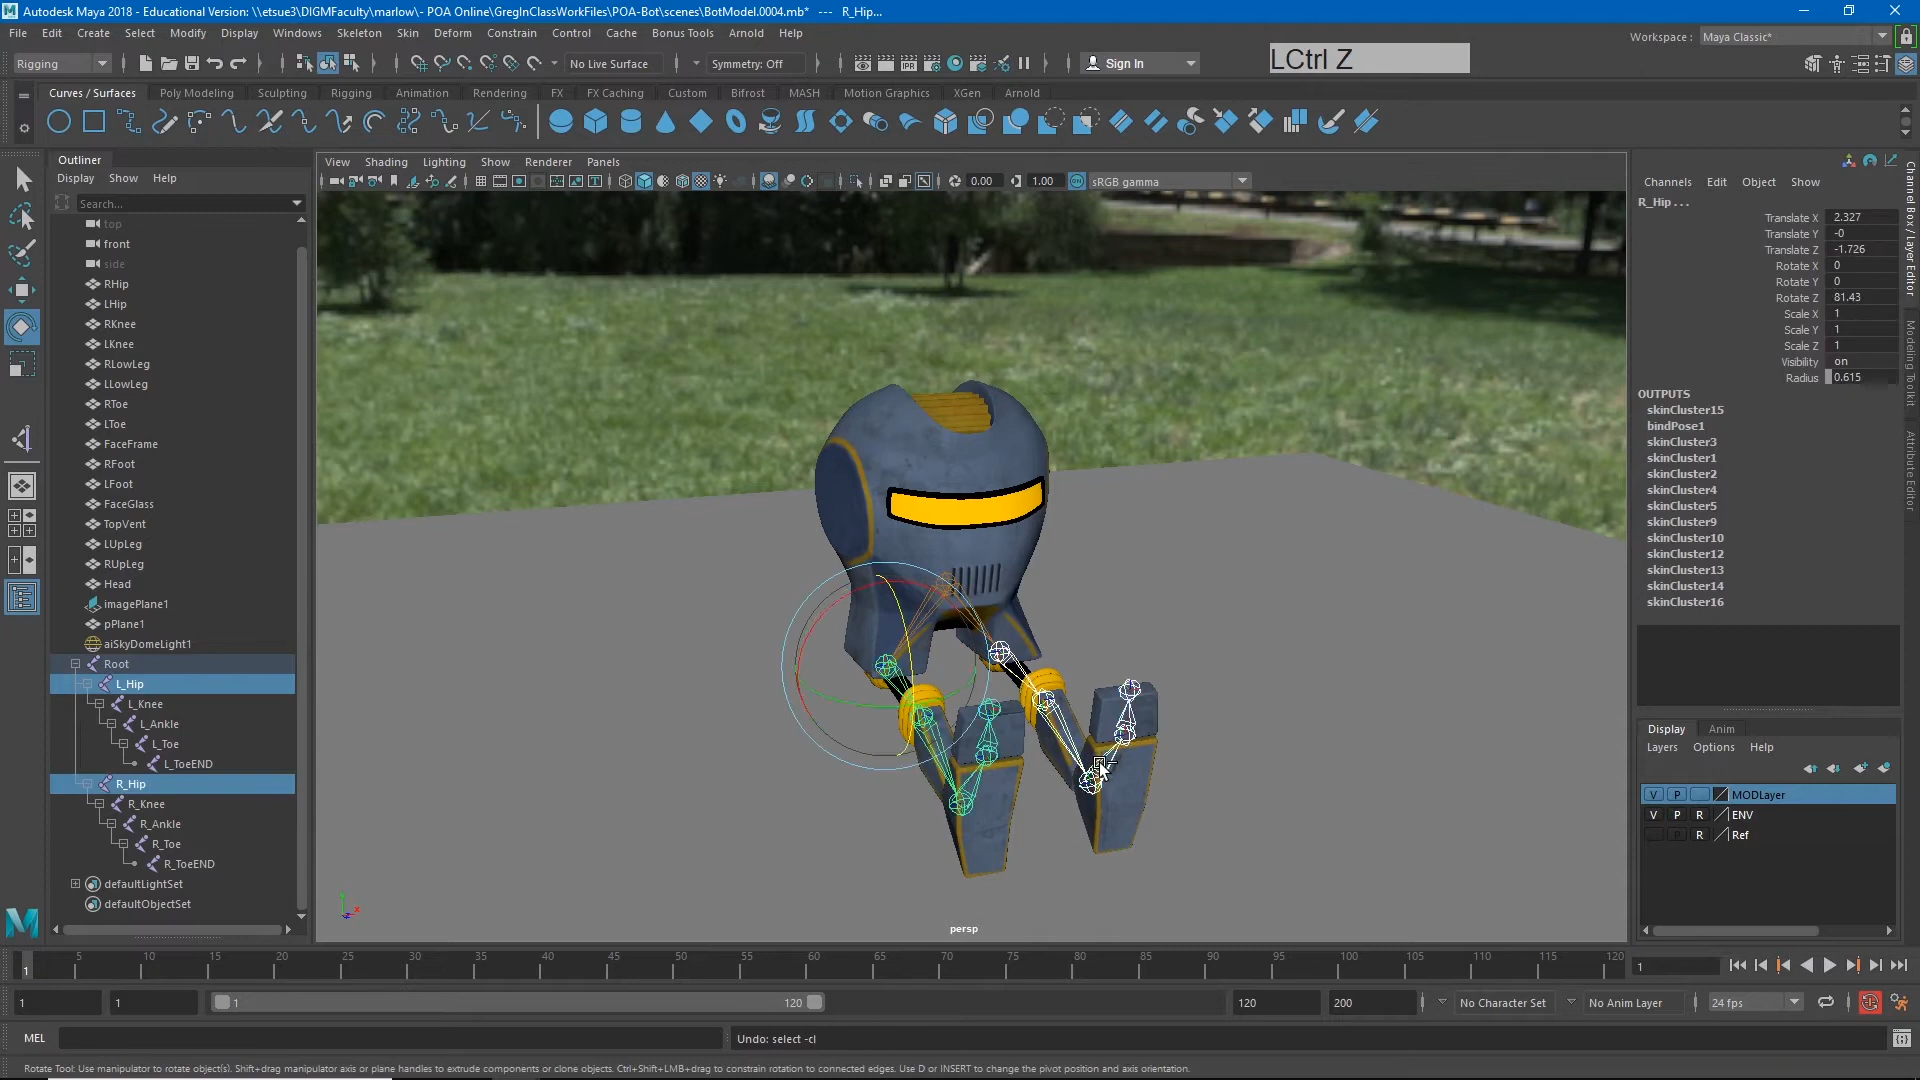 Autodesk Maya 2018 - Educational Version: \\etsue3\DIGMFaculty\marlow\- POA Online\GregInClassWorkFiles\POA-Bot\scenes\BotModel.0004.mb* --- R_Hip...
File Edit Create Select Modify Display Windows Skeleton Skin Deform Constrain Control Cache Bonus Tools Arnold Help
Workspace : Maya Classic*
Rigging
No Live Surface
Symmetry: Off
Sign In
LCtrl Z
Curves / Surfaces Poly Modeling Sculpting Rigging Animation Rendering FX FX Caching Custom Bifrost MASH Motion Graphics XGen Arnold
Outliner
Display Show Help
Search...
top
front
side
RHip
LHip
RKnee
LKnee
RLowLeg
LLowLeg
RToe
LToe
FaceFrame
RFoot
LFoot
FaceGlass
TopVent
LUpLeg
RUpLeg
Head
imagePlane1
pPlane1
aiSkyDomeLight1
Root
L_Hip
L_Knee
L_Ankle
L_Toe
L_ToeEND
R_Hip
R_Knee
R_Ankle
R_Toe
R_ToeEND
defaultLightSet
defaultObjectSet
View Shading Lighting Show Renderer Panels
0.00 1.00 sRGB gamma
persp
Channels Edit Object Show
R_Hip . . .
Translate X 2.327
Translate Y -0
Translate Z -1.726
Rotate X 0
Rotate Y 0
Rotate Z 81.43
Scale X 1
Scale Y 1
Scale Z 1
Visibility on
Radius 0.615
OUTPUTS
skinCluster15
bindPose1
skinCluster3
skinCluster1
skinCluster2
skinCluster4
skinCluster5
skinCluster9
skinCluster10
skinCluster12
skinCluster13
skinCluster14
skinCluster16
Display Anim
Layers Options Help
V P MODLayer
V P R ENV
R Ref
Channel Box / Layer Editor
Modeling Toolkit
Attribute Editor
1 5 10 15 20 25 30 35 40 45 50 55 60 65 70 75 80 85 90 95 100 105 110 115 120
1
1 1 1 120 120 200 No Character Set No Anim Layer 24 fps
MEL
Undo: select -cl
Rotate Tool: Use manipulator to rotate object(s). Shift+drag manipulator axis or plane handles to extrude components or clone objects. Ctrl+Shift+LMB+drag to constrain rotation to connected edges. Use D or INSERT to change the pivot position and axis orientation.